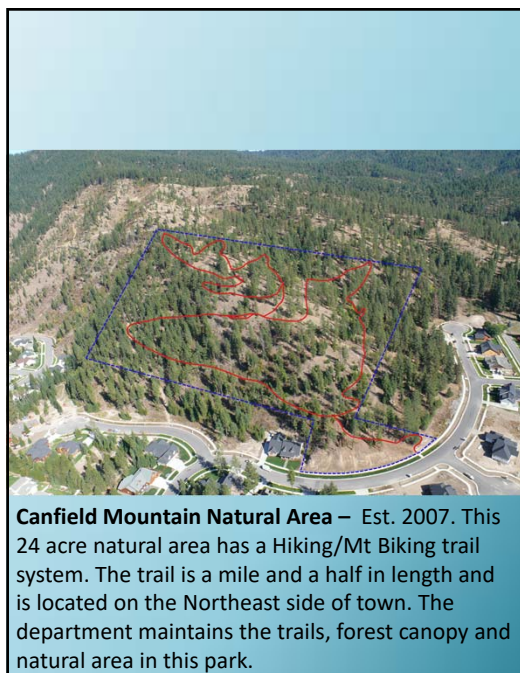 Canfield Mountain Natural Area – Est. 2007. This
24 acre natural area has a Hiking/Mt Biking trail
system. The trail is a mile and a half in length and
is located on the Northeast side of town. The
department maintains the trails, forest canopy and
natural area in this park.